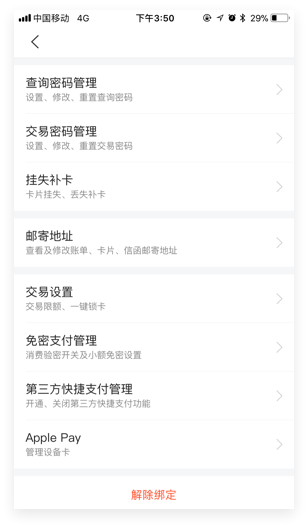 中国移动 4G 下午3:50 29%
查询密码管理
设置、修改、重置查询密码
交易密码管理
设置、修改、重置交易密码
挂失补卡
卡片挂失、丢失补卡
邮寄地址
查看及修改账单、卡片、信函邮寄地址
交易设置
交易限额、一键锁卡
免密支付管理
消费验密开关及小额免密设置
第三方快捷支付管理
开通、关闭第三方快捷支付功能
Apple Pay
管理设备卡
解除绑定